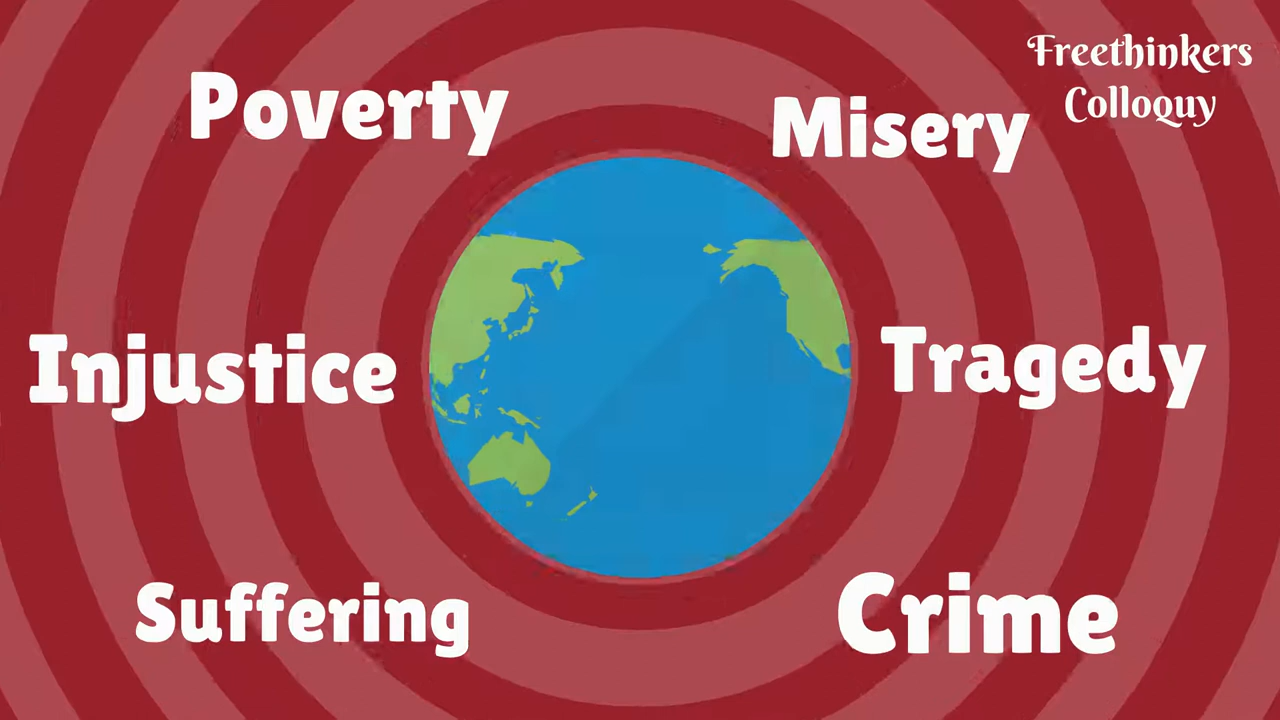 Freethinkers
Colloquy
Poverty
Misery
Injustice
Tragedy
Suffering
Crime